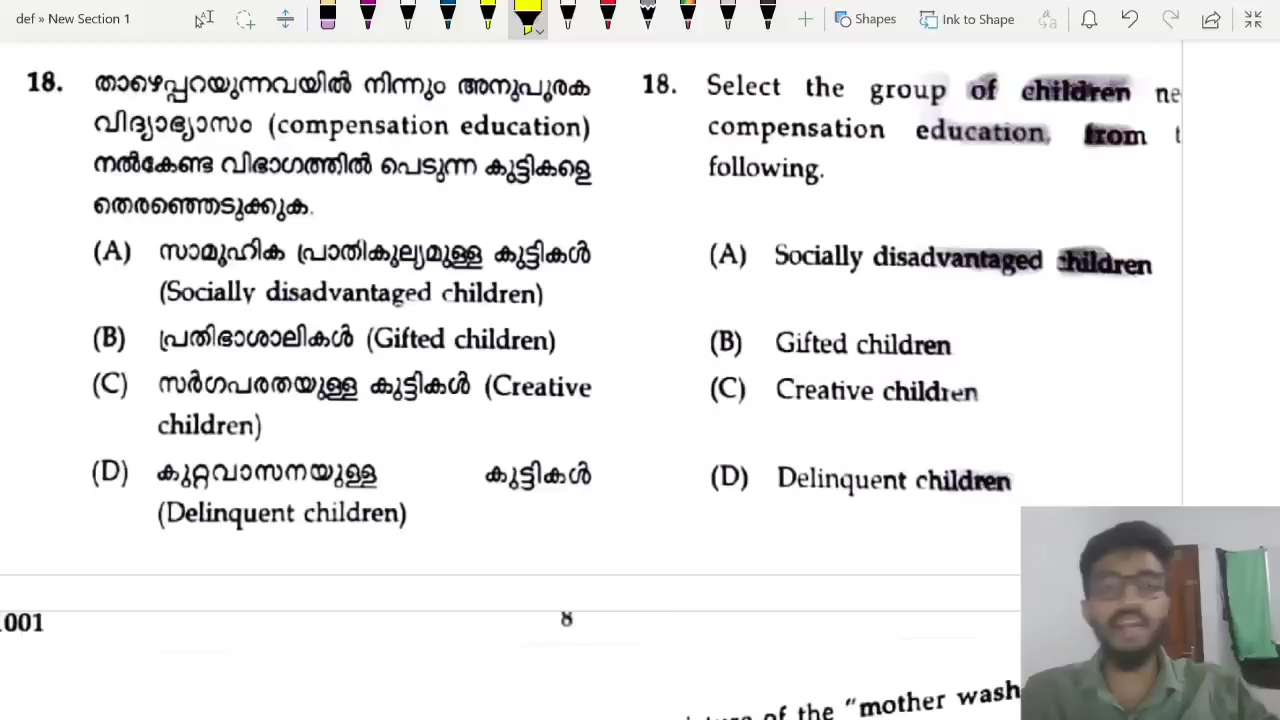 def » New Section 1
Shapes
Ink to Shape
18. താഴെപ്പറയുന്നവയിൽ നിന്നും അനുപൂരക
വിദ്യാഭ്യാസം (compensation education)
നൽകേണ്ട വിഭാഗത്തിൽ പെടുന്ന കുട്ടികളെ
തെരഞ്ഞെടുക്കുക.
(A) സാമൂഹിക പ്രാതികൂല്യമുള്ള കുട്ടികൾ
(Socially disadvantaged children)
(B) പ്രതിഭാശാലികൾ (Gifted children)
(C) സർഗപരതയുള്ള കുട്ടികൾ (Creative
children)
(D) കുറ്റവാസനയുള്ള കുട്ടികൾ
(Delinquent children)
18. Select the group of children ne
compensation education, from t
following.
(A) Socially disadvantaged children
(B) Gifted children
(C) Creative children
(D) Delinquent children
001
8
of the "mother wash